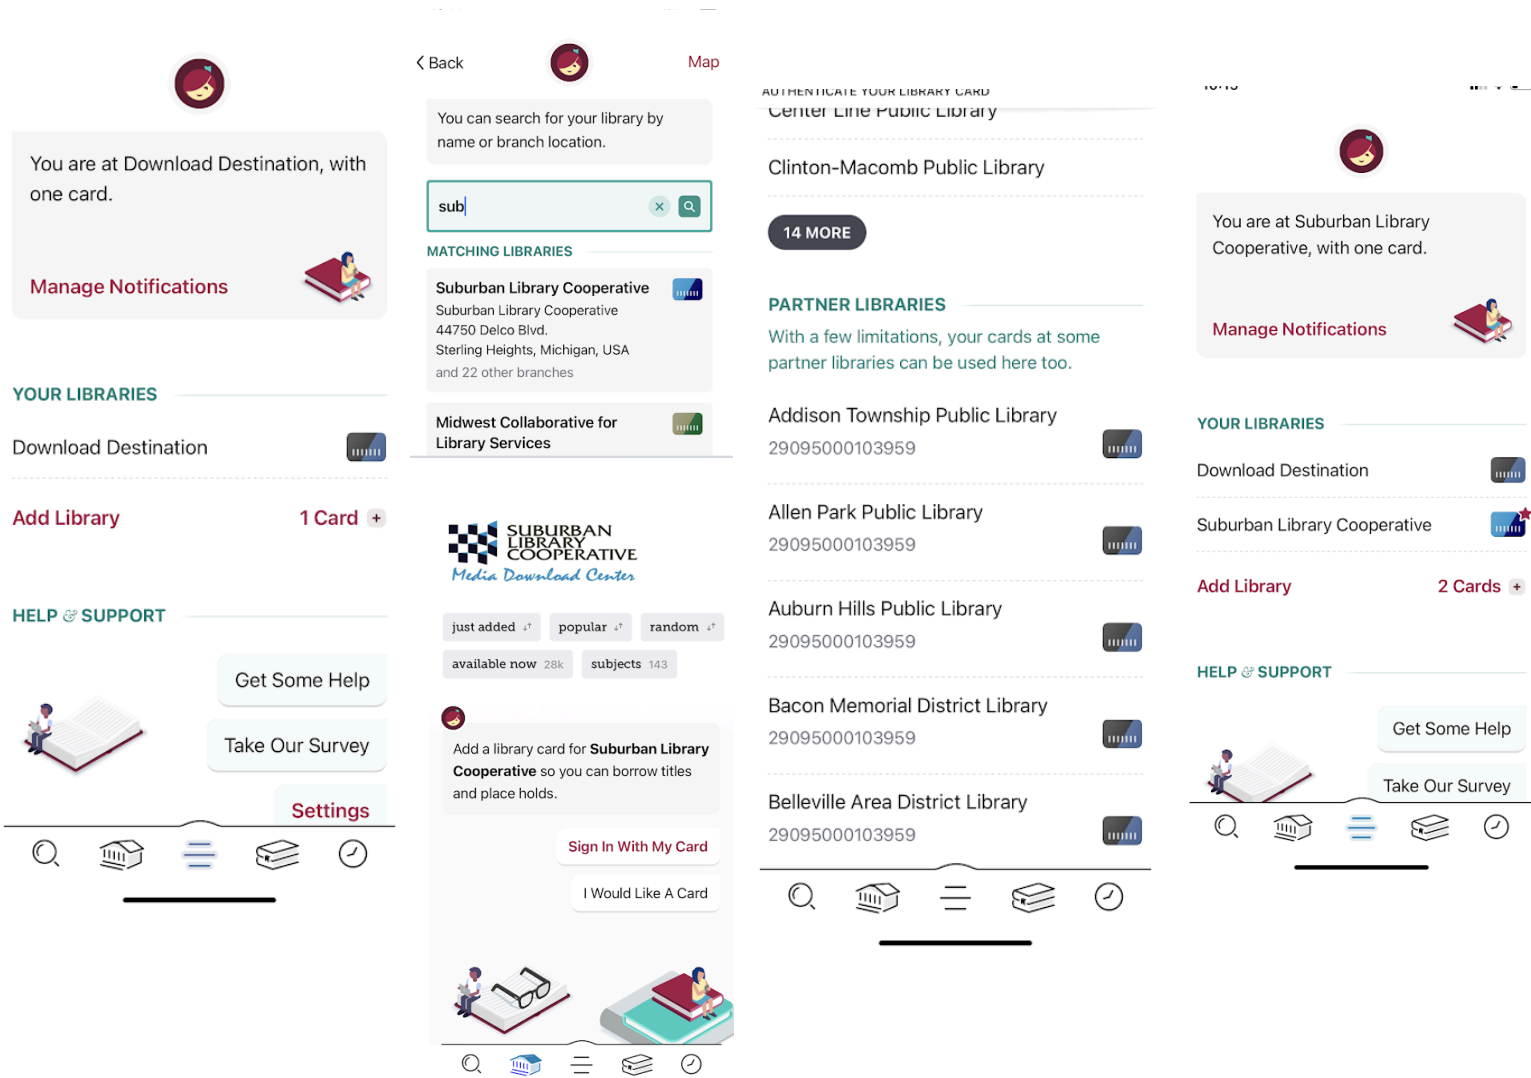 You are at Download Destination, with
one card.
Manage Notifications
YOUR LIBRARIES
Download Destination
Add Library
1 Card +
HELP & SUPPORT
Get Some Help
Take Our Survey
Settings
Back
Map
You can search for your library by
name or branch location.
sub
MATCHING LIBRARIES
Suburban Library Cooperative
Suburban Library Cooperative
44750 Delco Blvd.
Sterling Heights, Michigan, USA
and 22 other branches
Midwest Collaborative for
Library Services
SUBURBAN
LIBRARY
COOPERATIVE
Media Download Center
just added
popular
random
available now 28k
subjects 143
Add a library card for Suburban Library
Cooperative so you can borrow titles
and place holds.
Sign In With My Card
I Would Like A Card
AUTHENTICATE YOUR LIBRARY CARD
Center Line Public Library
Clinton-Macomb Public Library
14 MORE
PARTNER LIBRARIES
With a few limitations, your cards at some
partner libraries can be used here too.
Addison Township Public Library
29095000103959
Allen Park Public Library
29095000103959
Auburn Hills Public Library
29095000103959
Bacon Memorial District Library
29095000103959
Belleville Area District Library
29095000103959
You are at Suburban Library
Cooperative, with one card.
Manage Notifications
YOUR LIBRARIES
Download Destination
Suburban Library Cooperative
Add Library
2 Cards +
HELP & SUPPORT
Get Some Help
Take Our Survey